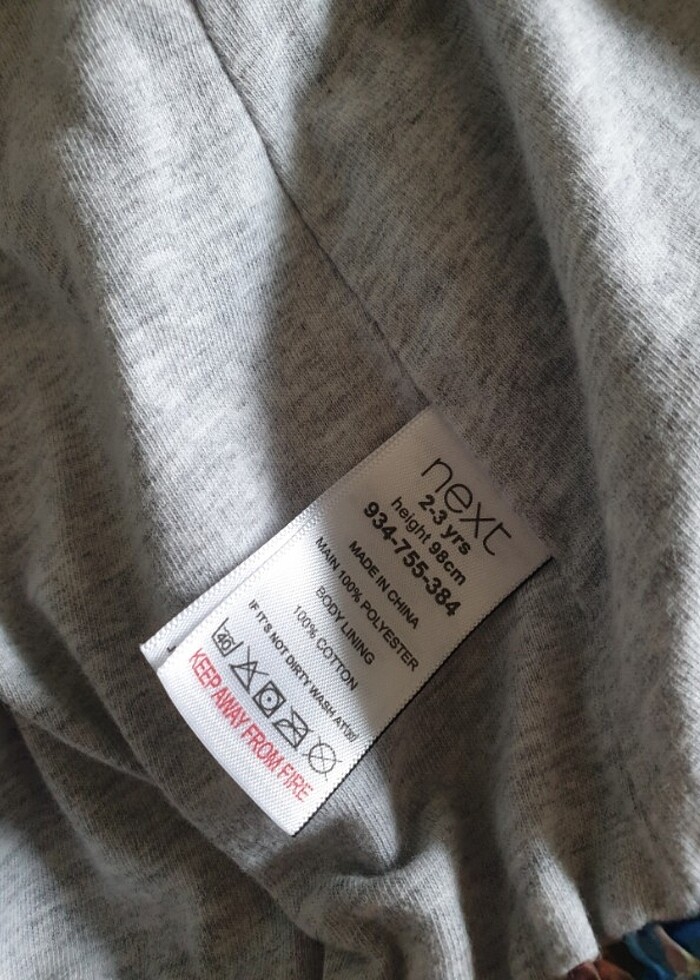 next
2-3 yrs
height 98cm
934-755-384
MADE IN CHINA
MAIN 100% POLYESTER
BODY LINING
100% COTTON
IF IT'S NOT DIRTY WASH AT 30
40
KEEP AWAY FROM FIRE